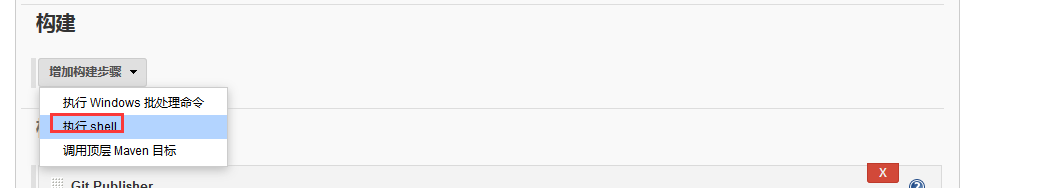 构建
增加构建步骤
执行 Windows 批处理命令
执行 shell
调用顶层 Maven 目标
X
Git Publisher